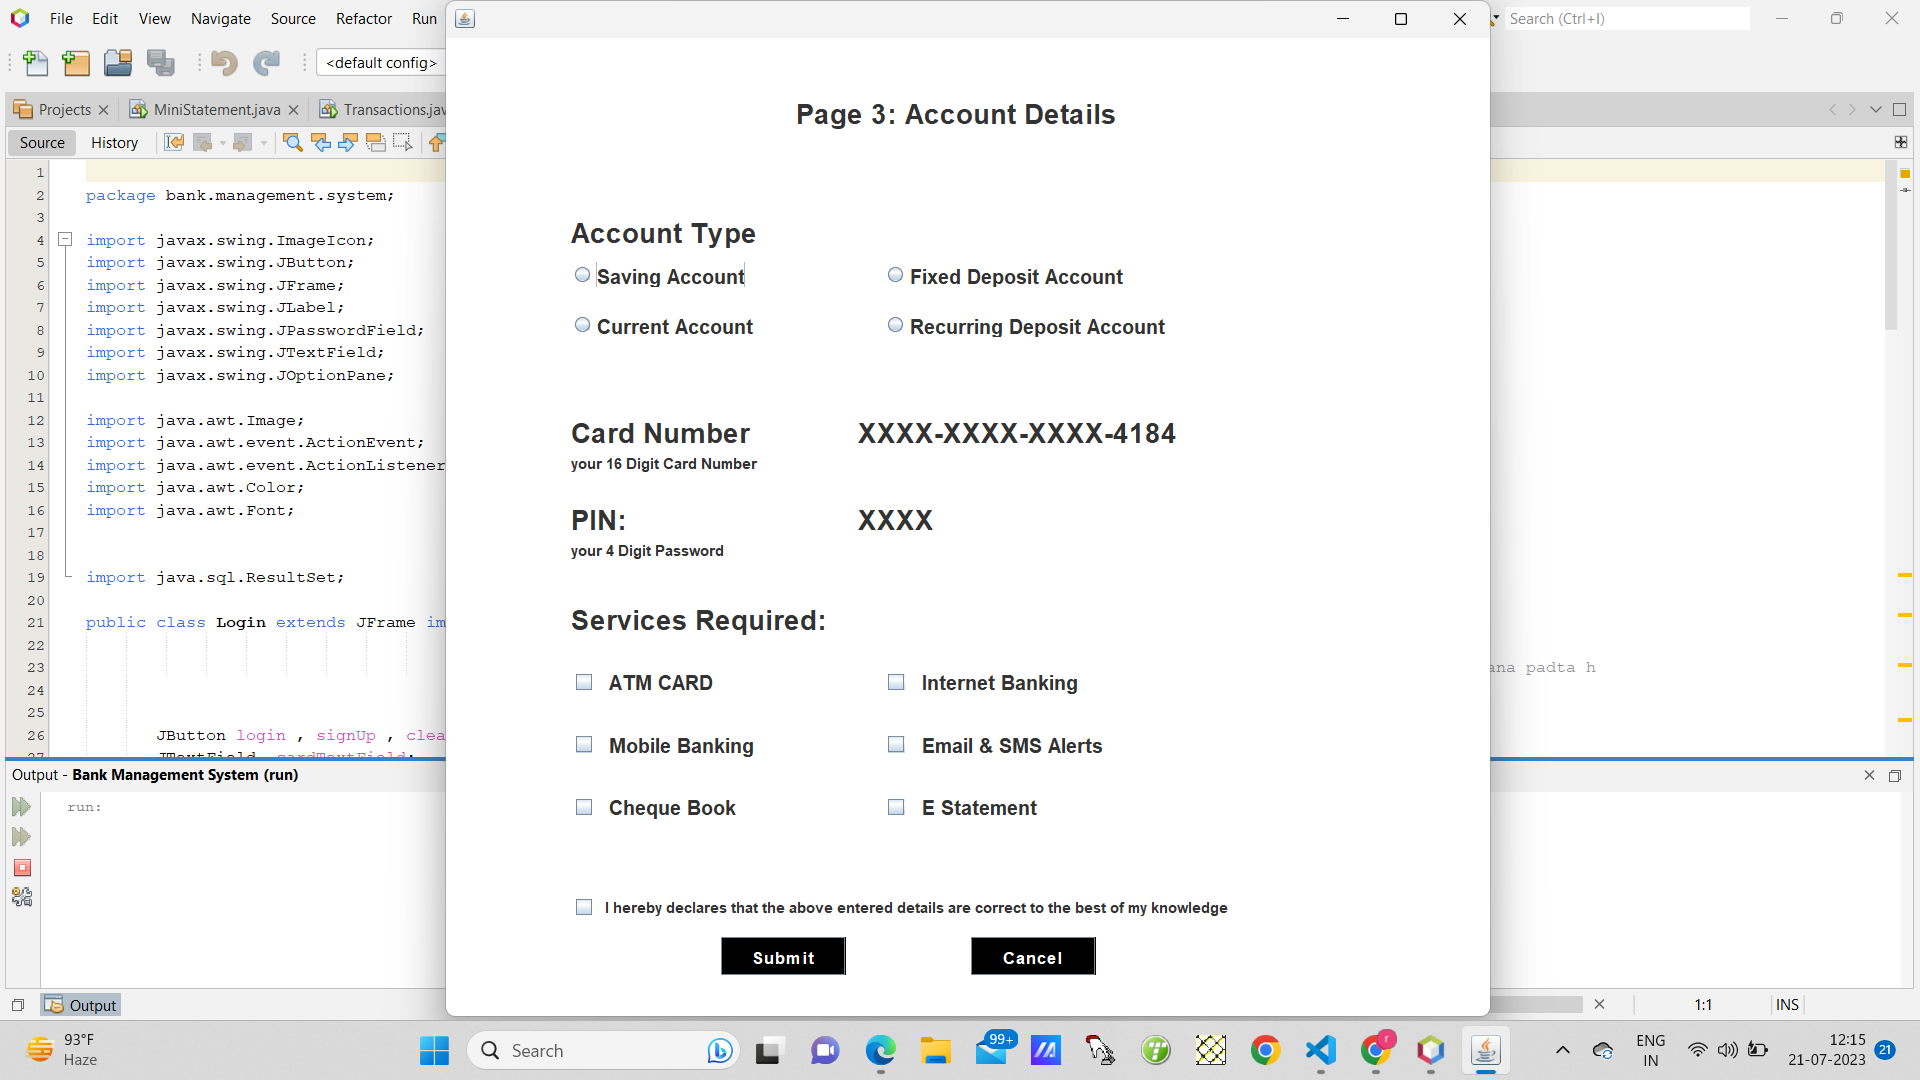 File Edit View Navigate Source Refactor Run
Search (Ctrl+I)
<default config>
Projects MiniStatement.java Transactions.jav
Source History
1
2 package bank.management.system;
3
4 import javax.swing.ImageIcon;
5 import javax.swing.JButton;
6 import javax.swing.JFrame;
7 import javax.swing.JLabel;
8 import javax.swing.JPasswordField;
9 import javax.swing.JTextField;
10 import javax.swing.JOptionPane;
11
12 import java.awt.Image;
13 import java.awt.event.ActionEvent;
14 import java.awt.event.ActionListener
15 import java.awt.Color;
16 import java.awt.Font;
17
18
19 import java.sql.ResultSet;
20
21 public class Login extends JFrame im
22
23 ana padta h
24
25
26 JButton login , signUp , clea
27 JTextField cardTextField;
Page 3: Account Details
Account Type
Saving Account Fixed Deposit Account
Current Account Recurring Deposit Account
Card Number XXXX-XXXX-XXXX-4184
your 16 Digit Card Number
PIN: XXXX
your 4 Digit Password
Services Required:
ATM CARD Internet Banking
Mobile Banking Email & SMS Alerts
Cheque Book E Statement
I hereby declares that the above entered details are correct to the best of my knowledge
Submit Cancel
Output - Bank Management System (run)
run:
Output
1:1 INS
93°F
Haze
Search
99+
r
ENG
IN
12:15
21-07-2023
21